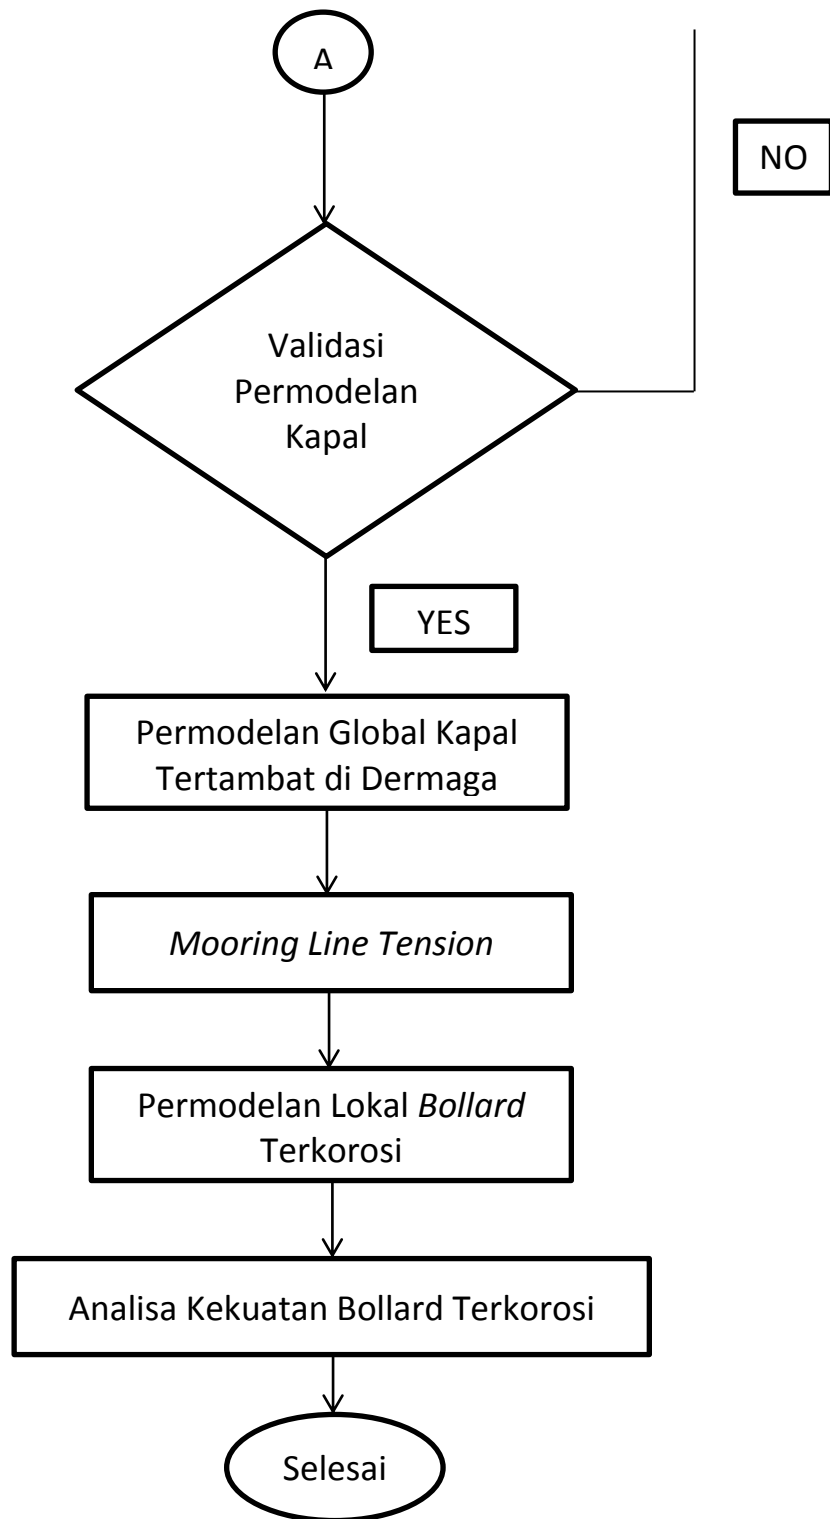 A
NO
Validasi
Permodelan
Kapal
YES
Permodelan Global Kapal
Tertambat di Dermaga
Mooring Line Tension
Permodelan Lokal Bollard
Terkorosi
Analisa Kekuatan Bollard Terkorosi
Selesai